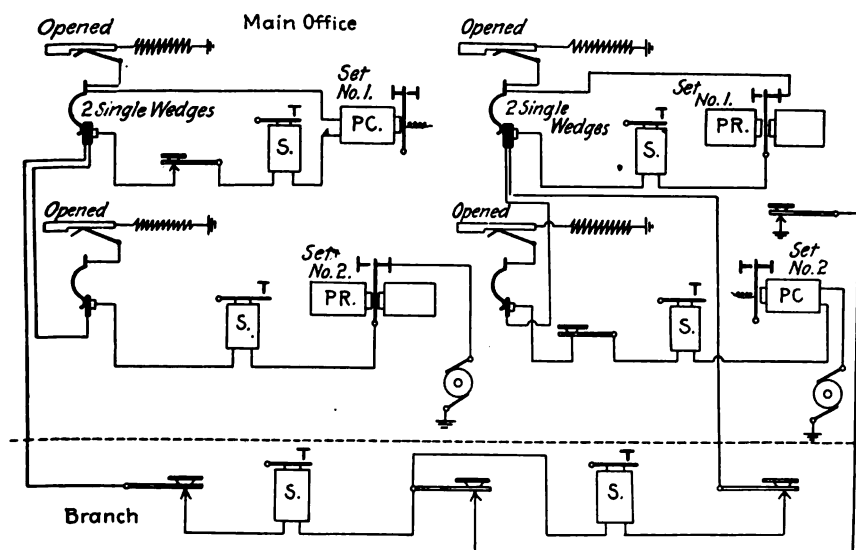 Main Office
Opened
Set
No.1.
2 Single Wedges
T
PC.
S.
Opened
Set
No.1.
2 Single
Wedges
T
PR.
S.
Opened
Set
No.2.
PR.
T
S.
Opened
Set
No.2
PC
T
S.
T
S.
T
S.
Branch